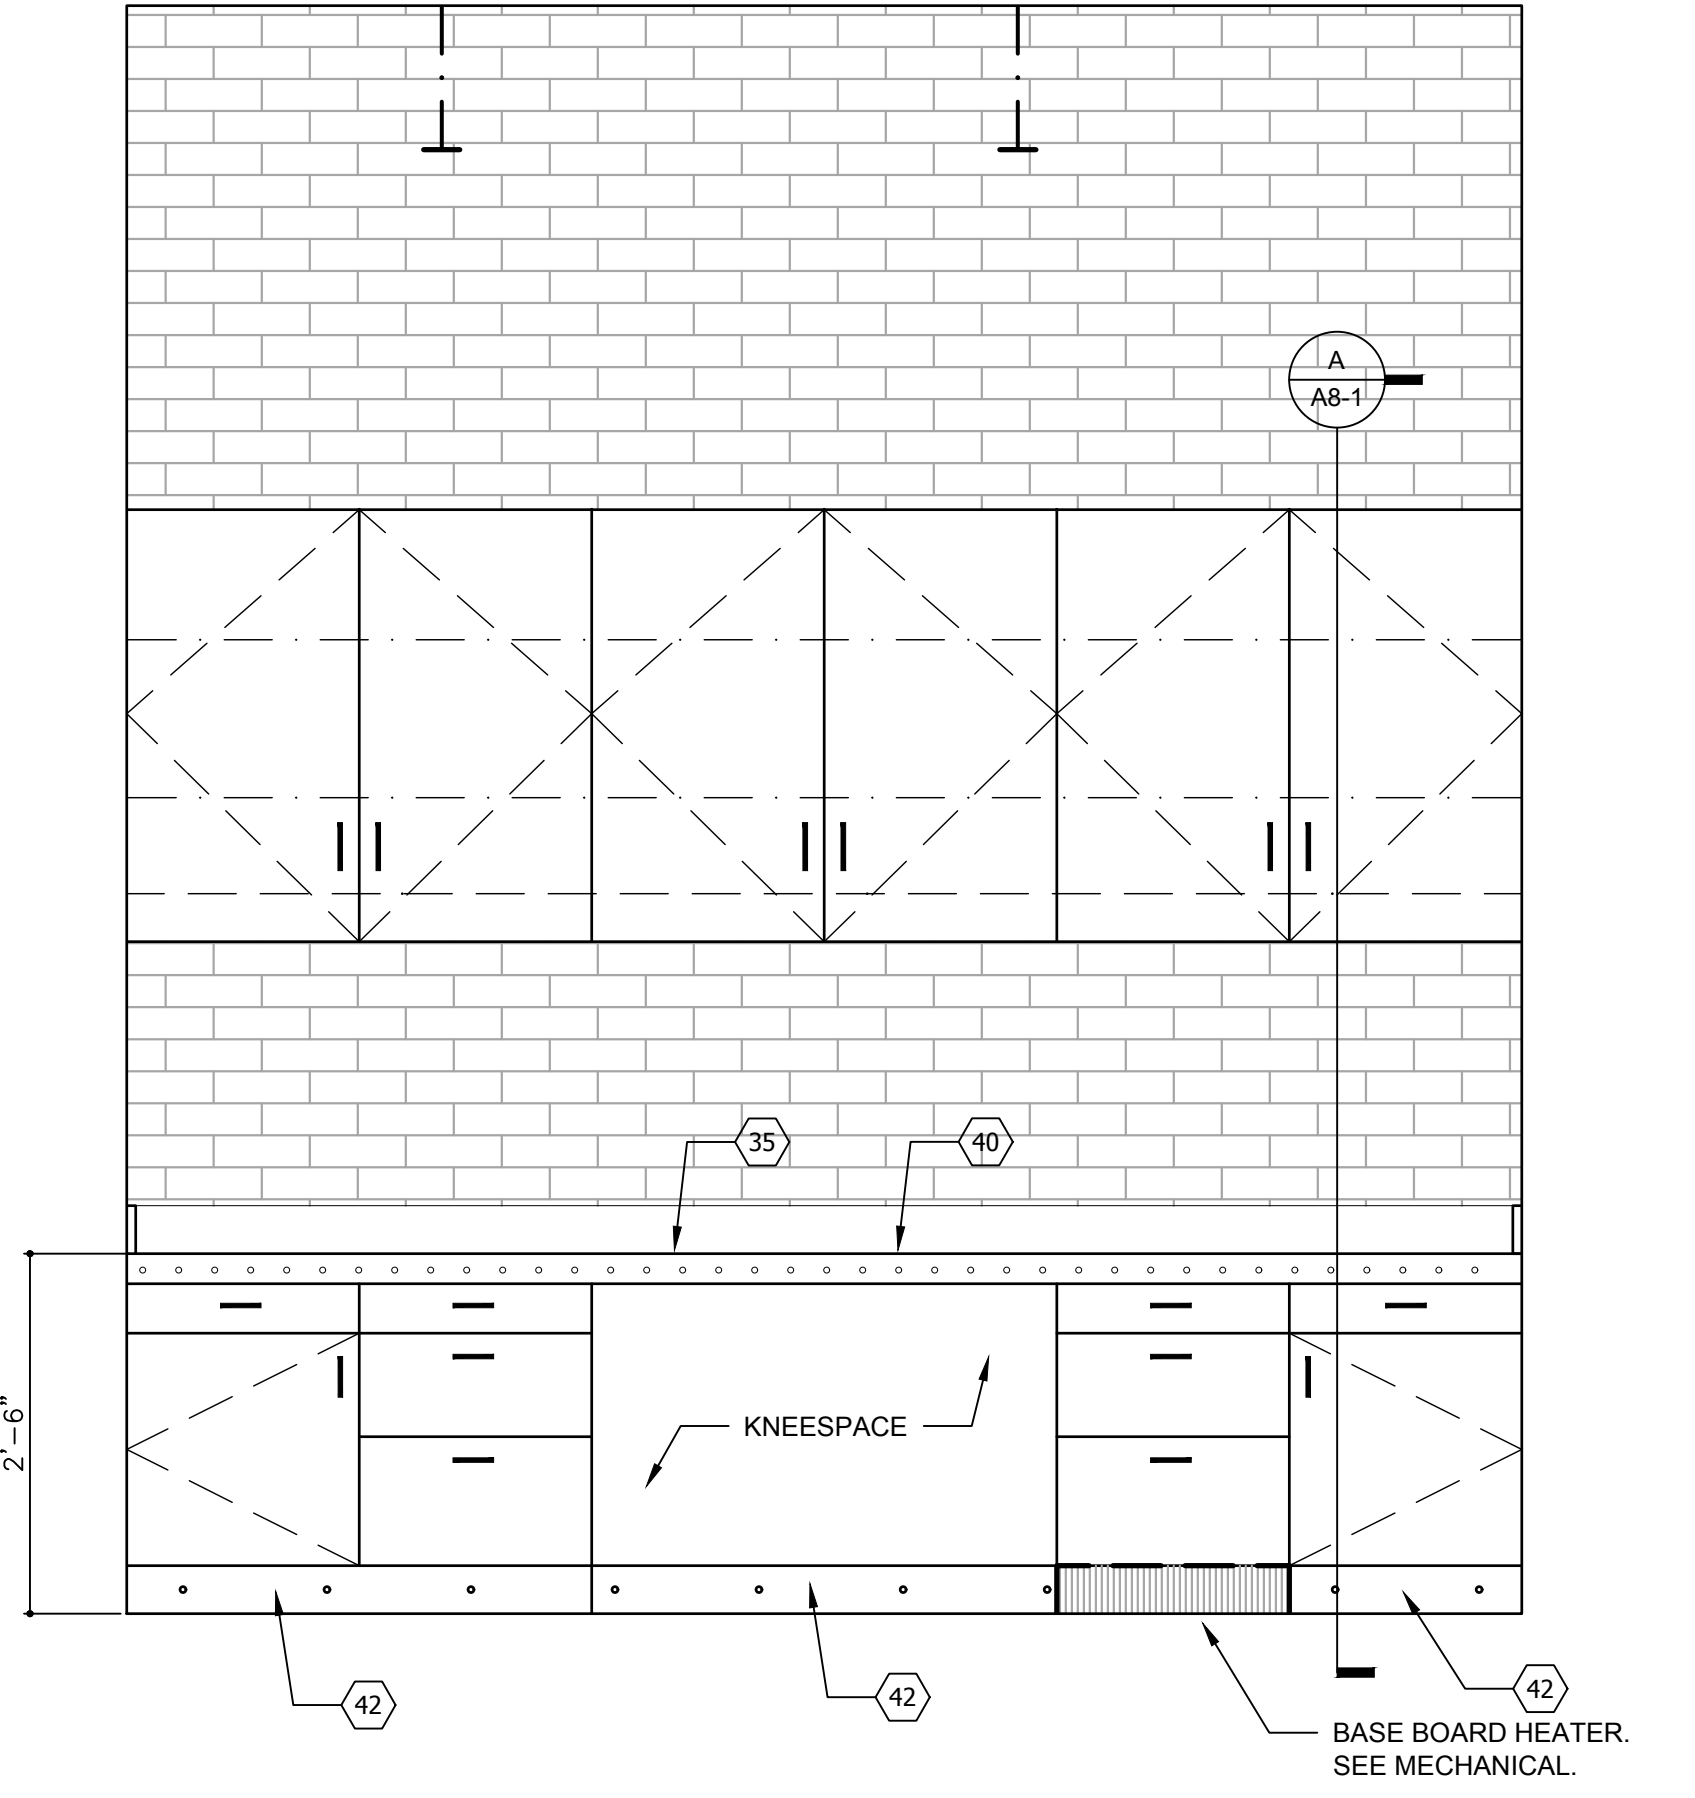 A
A8-1
35
40
2'-6"
KNEESPACE
42
42
42
BASE BOARD HEATER.
SEE MECHANICAL.